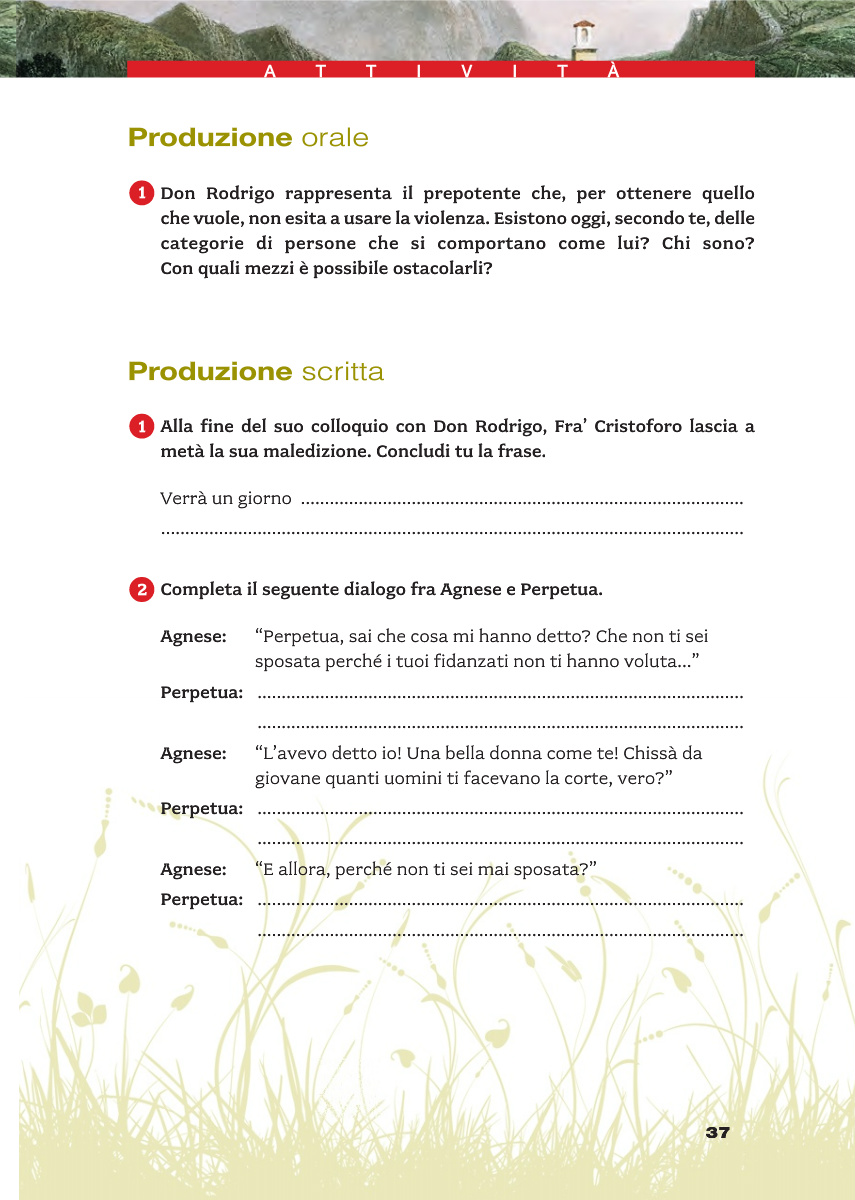 ATTIVITÀ
Produzione orale
1 Don Rodrigo rappresenta il prepotente che, per ottenere quello
che vuole, non esita a usare la violenza. Esistono oggi, secondo te, delle
categorie di persone che si comportano come lui? Chi sono?
Con quali mezzi è possibile ostacolarli?
Produzione scritta
1 Alla fine del suo colloquio con Don Rodrigo, Fra’ Cristoforo lascia a
metà la sua maledizione. Concludi tu la frase.
Verrà un giorno ............................................................................................
.........................................................................................................................
2 Completa il seguente dialogo fra Agnese e Perpetua.
Agnese: “Perpetua, sai che cosa mi hanno detto? Che non ti sei
sposata perché i tuoi fidanzati non ti hanno voluta...”
Perpetua: .....................................................................................................
.....................................................................................................
Agnese: “L’avevo detto io! Una bella donna come te! Chissà da
giovane quanti uomini ti facevano la corte, vero?”
Perpetua: .....................................................................................................
.....................................................................................................
Agnese: “E allora, perché non ti sei mai sposata?”
Perpetua: .....................................................................................................
.....................................................................................................
37